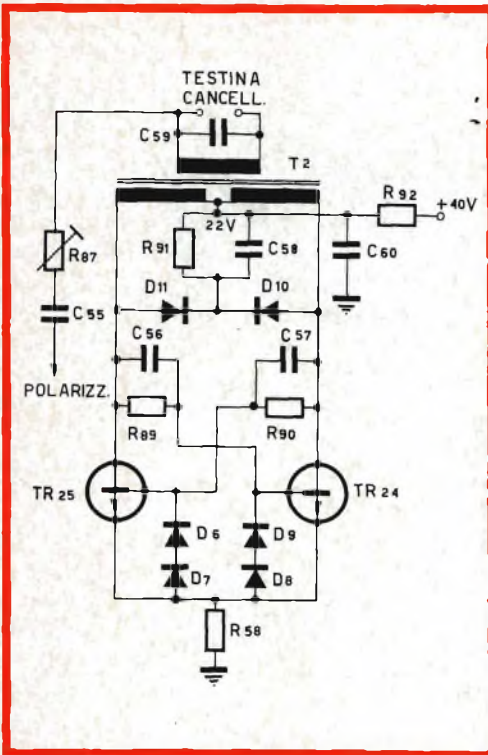 TESTINA
CANCELL.
C59
T2
R92
+40V
22V
R91
C58
C60
R87
D11
D10
C55
C56
C57
POLARIZZ.
R89
R90
TR25
TR24
D6
D9
D7
D8
R58